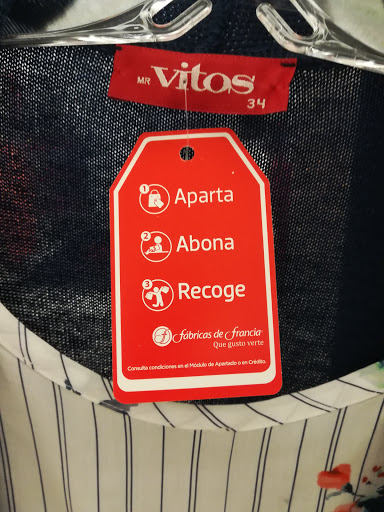 MR vitos
34
1 Aparta
2 Abona
3 Recoge
f fábricas de francia
Que gusto verte
Consulta condiciones en el Módulo de Apartado o en Crédito.